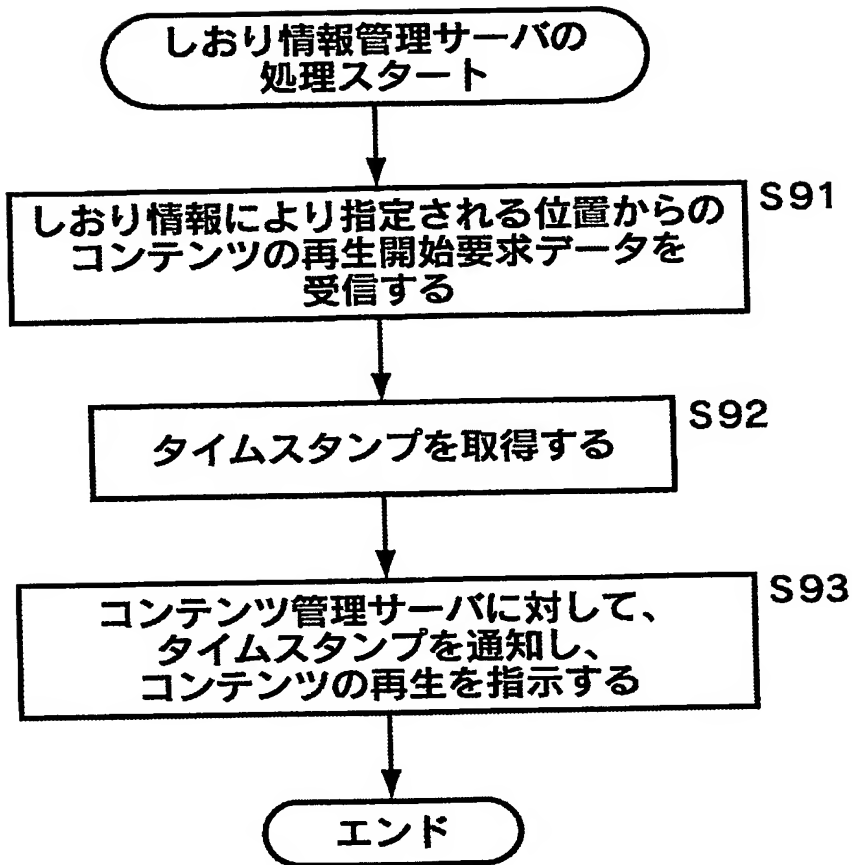 しおり情報管理サーバの
処理スタート
しおり情報により指定される位置からの
コンテンツの再生開始要求データを
受信する
S91
タイムスタンプを取得する
S92
コンテンツ管理サーバに対して、
タイムスタンプを通知し、
コンテンツの再生を指示する
S93
エンド